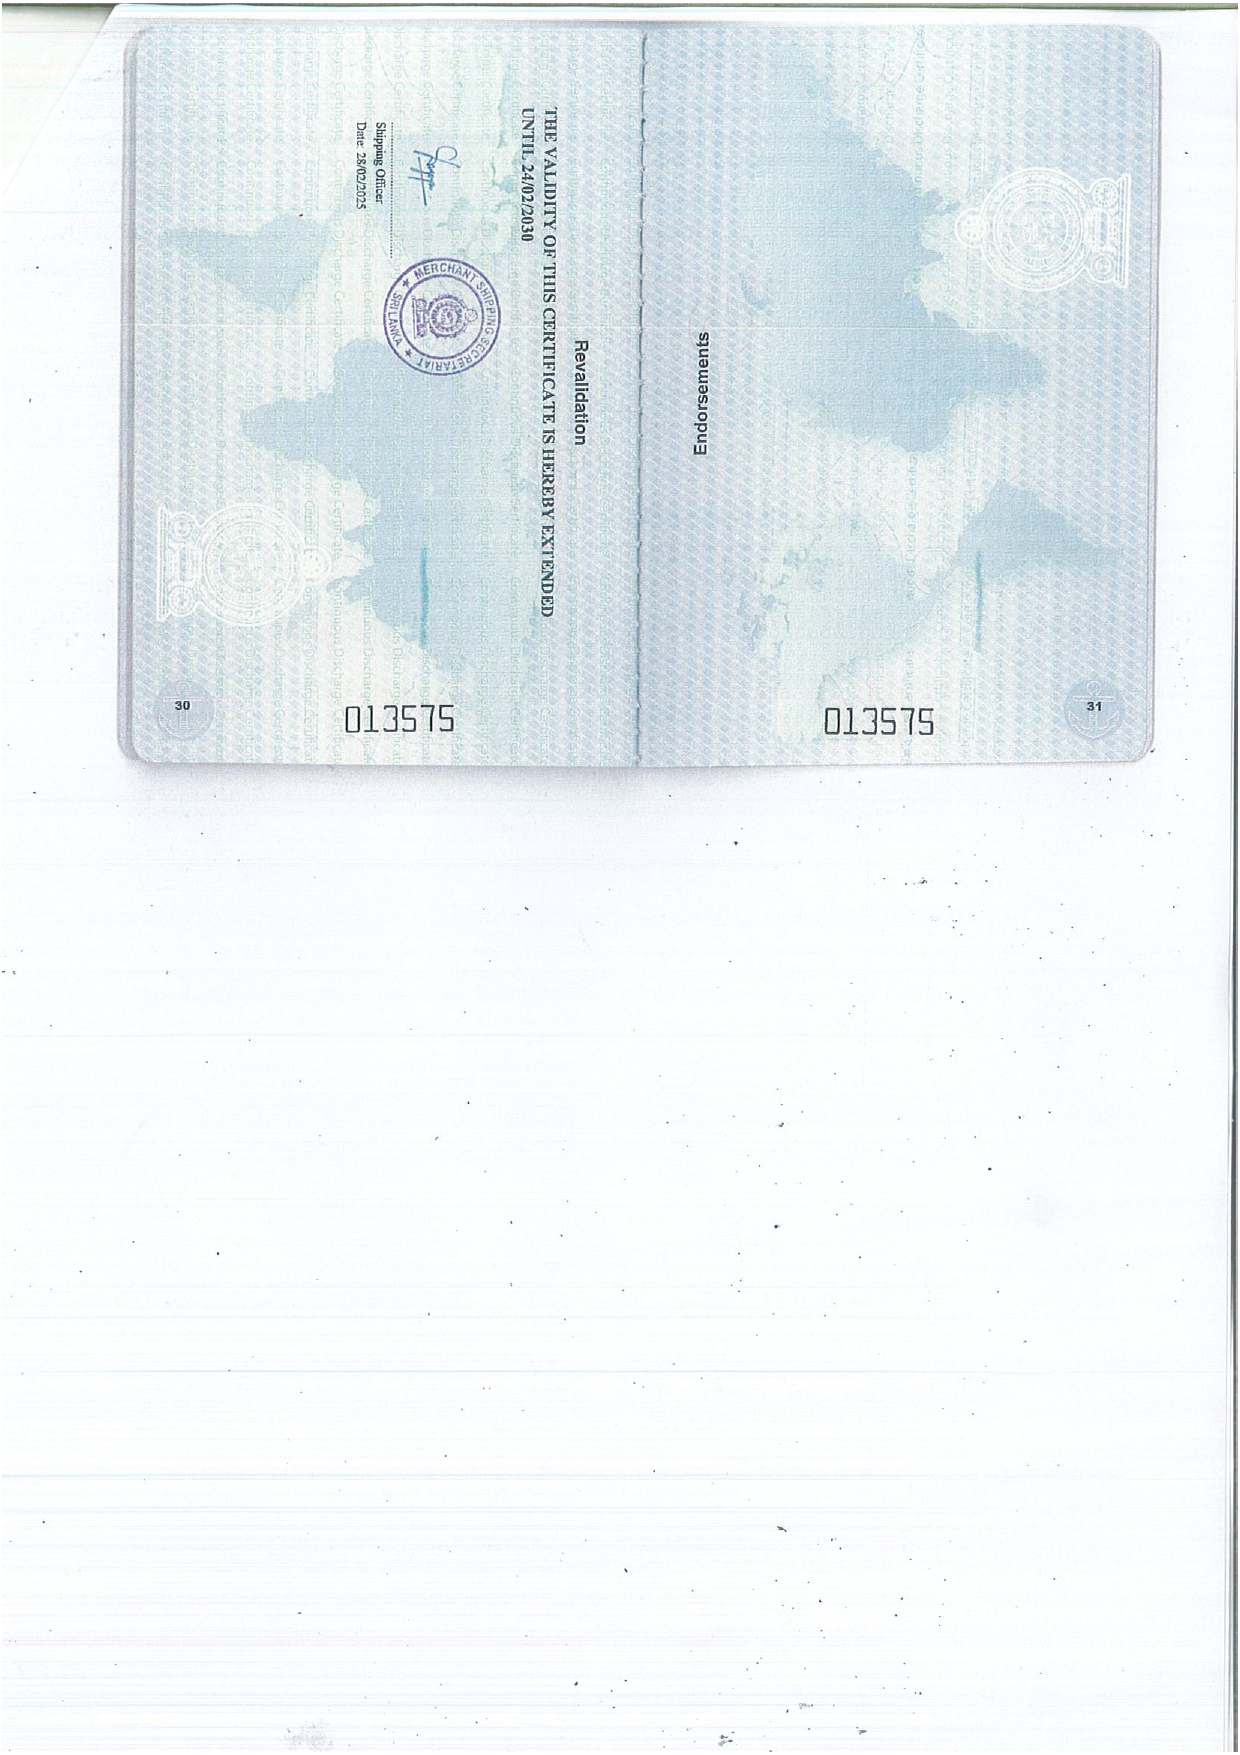 Revalidation
THE VALIDITY OF THIS CERTIFICATE IS HEREBY EXTENDED
UNTIL 24/02/2030
Shipping Officer
Date: 28/02/2025
★ MERCHANT SHIPPING SECRETARIAT ★
SRI LANKA
013575
30
Endorsements
013575
31